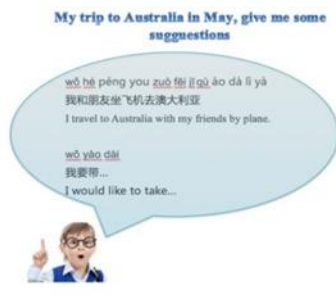 My trip to Australia in May, give me some
sugguestions
wǒ hé péng you zuò fēi jī qù ào dà lì yà
我和朋友坐飞机去澳大利亚
I travel to Australia with my friends by plane.
wǒ yào dài
我要带...
I would like to take...